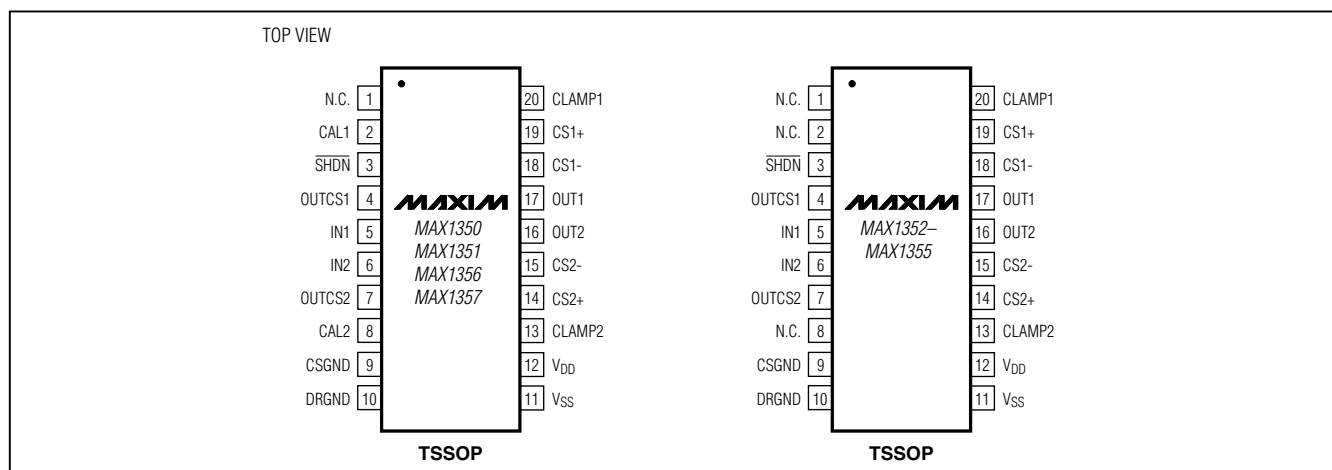 TOP VIEW
N.C. 1
CAL1 2
SHDN 3
OUTCS1 4
IN1 5
IN2 6
OUTCS2 7
CAL2 8
CSGND 9
DRGND 10
MAXIM
MAX1350
MAX1351
MAX1356
MAX1357
20 CLAMP1
19 CS1+
18 CS1-
17 OUT1
16 OUT2
15 CS2-
14 CS2+
13 CLAMP2
12 VDD
11 VSS
TSSOP
N.C. 1
N.C. 2
SHDN 3
OUTCS1 4
IN1 5
IN2 6
OUTCS2 7
N.C. 8
CSGND 9
DRGND 10
MAXIM
MAX1352–
MAX1355
20 CLAMP1
19 CS1+
18 CS1-
17 OUT1
16 OUT2
15 CS2-
14 CS2+
13 CLAMP2
12 VDD
11 VSS
TSSOP